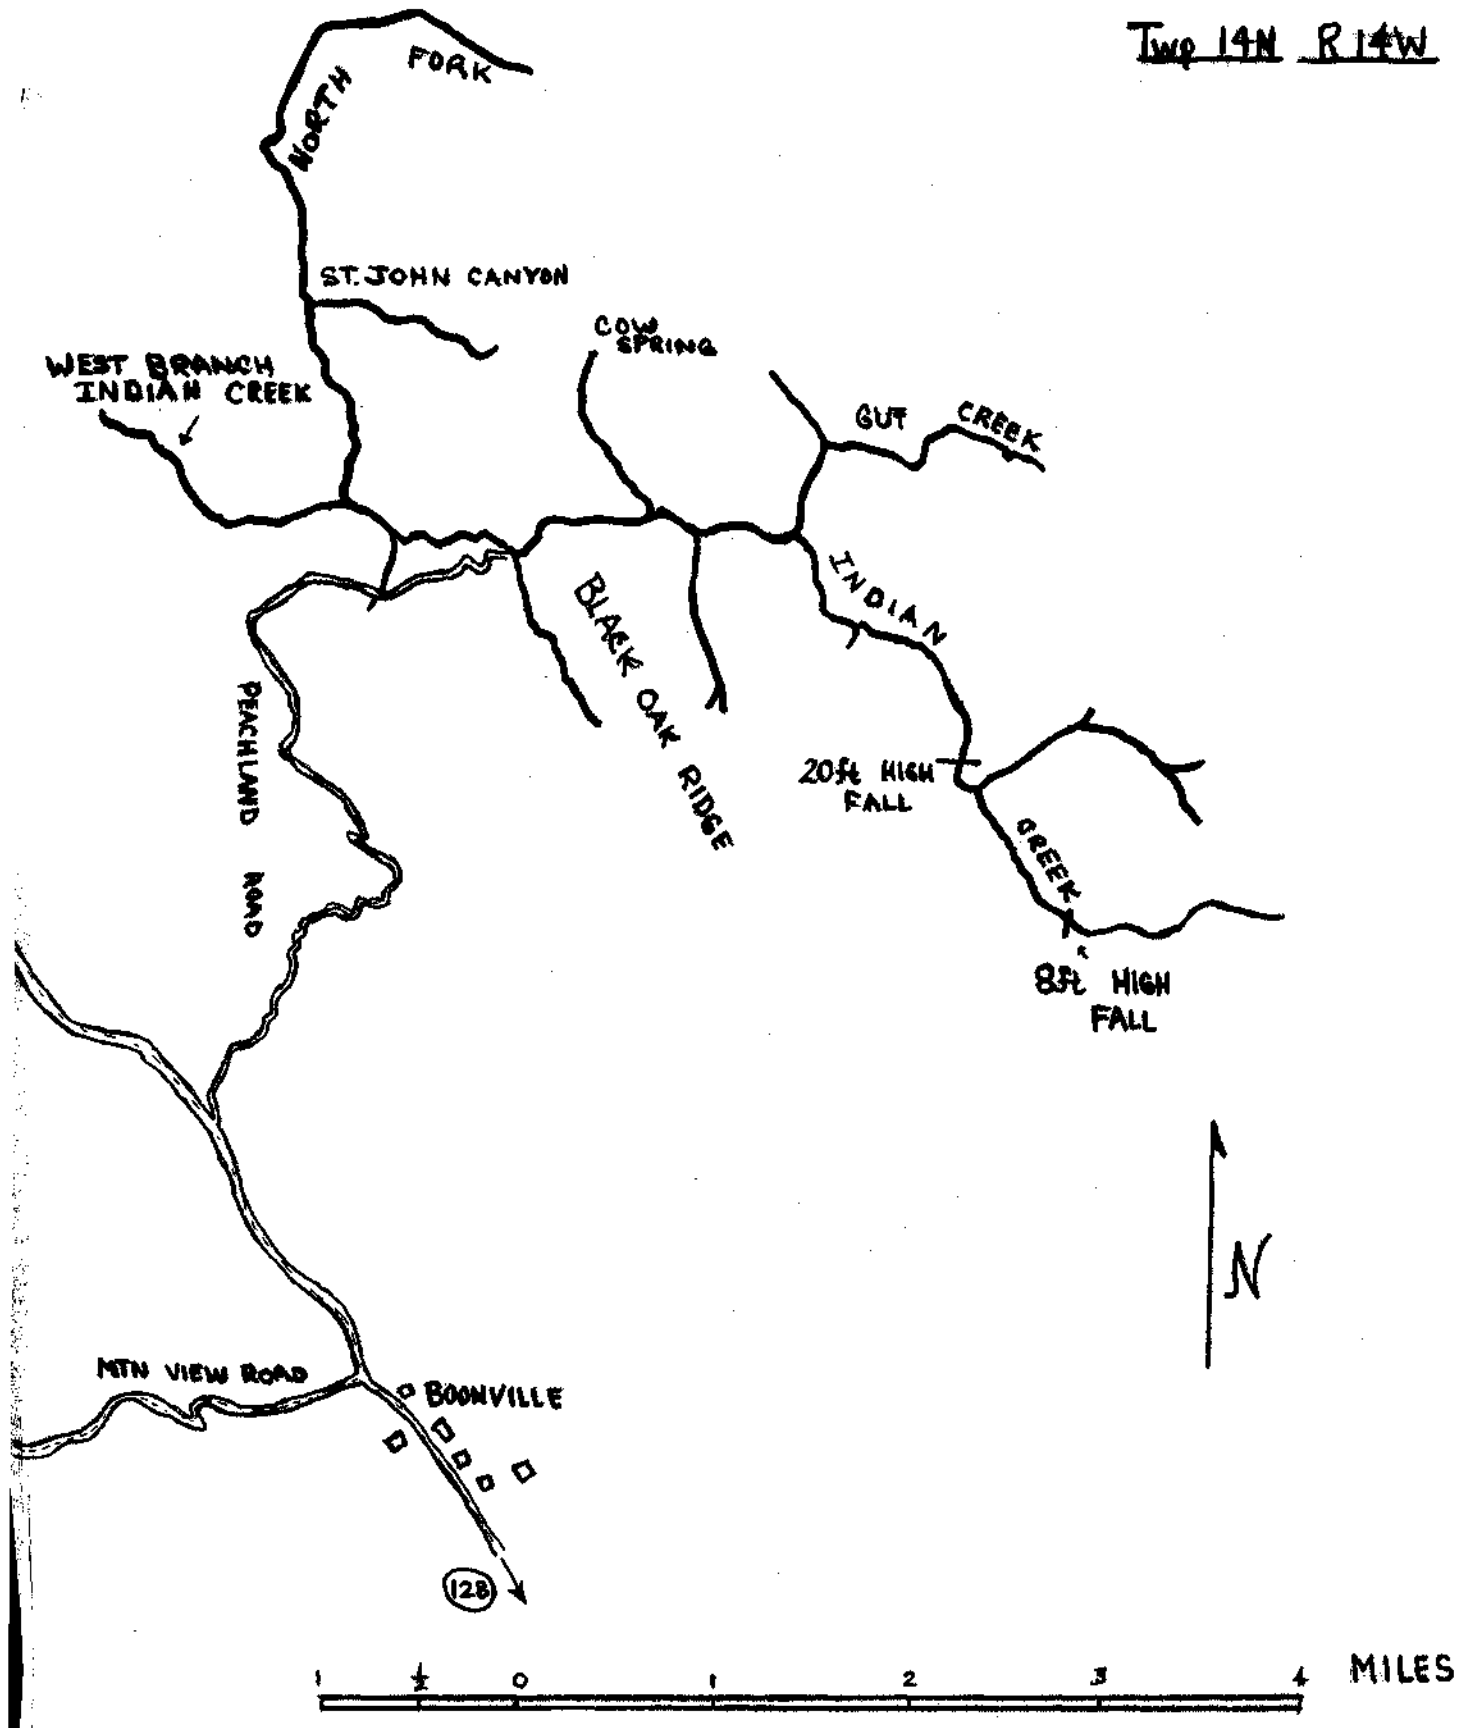 Twp 14N R 14W
NORTH FORK
ST. JOHN CANYON
COW
SPRING
WEST BRANCH
INDIAN CREEK
GUT CREEK
INDIAN CREEK
BLACK OAK RIDGE
PEACHLAND ROAD
20ft HIGH
FALL
8ft HIGH
FALL
N
MTN VIEW ROAD
BOONVILLE
128
1 ½ 0 1 2 3 4 MILES